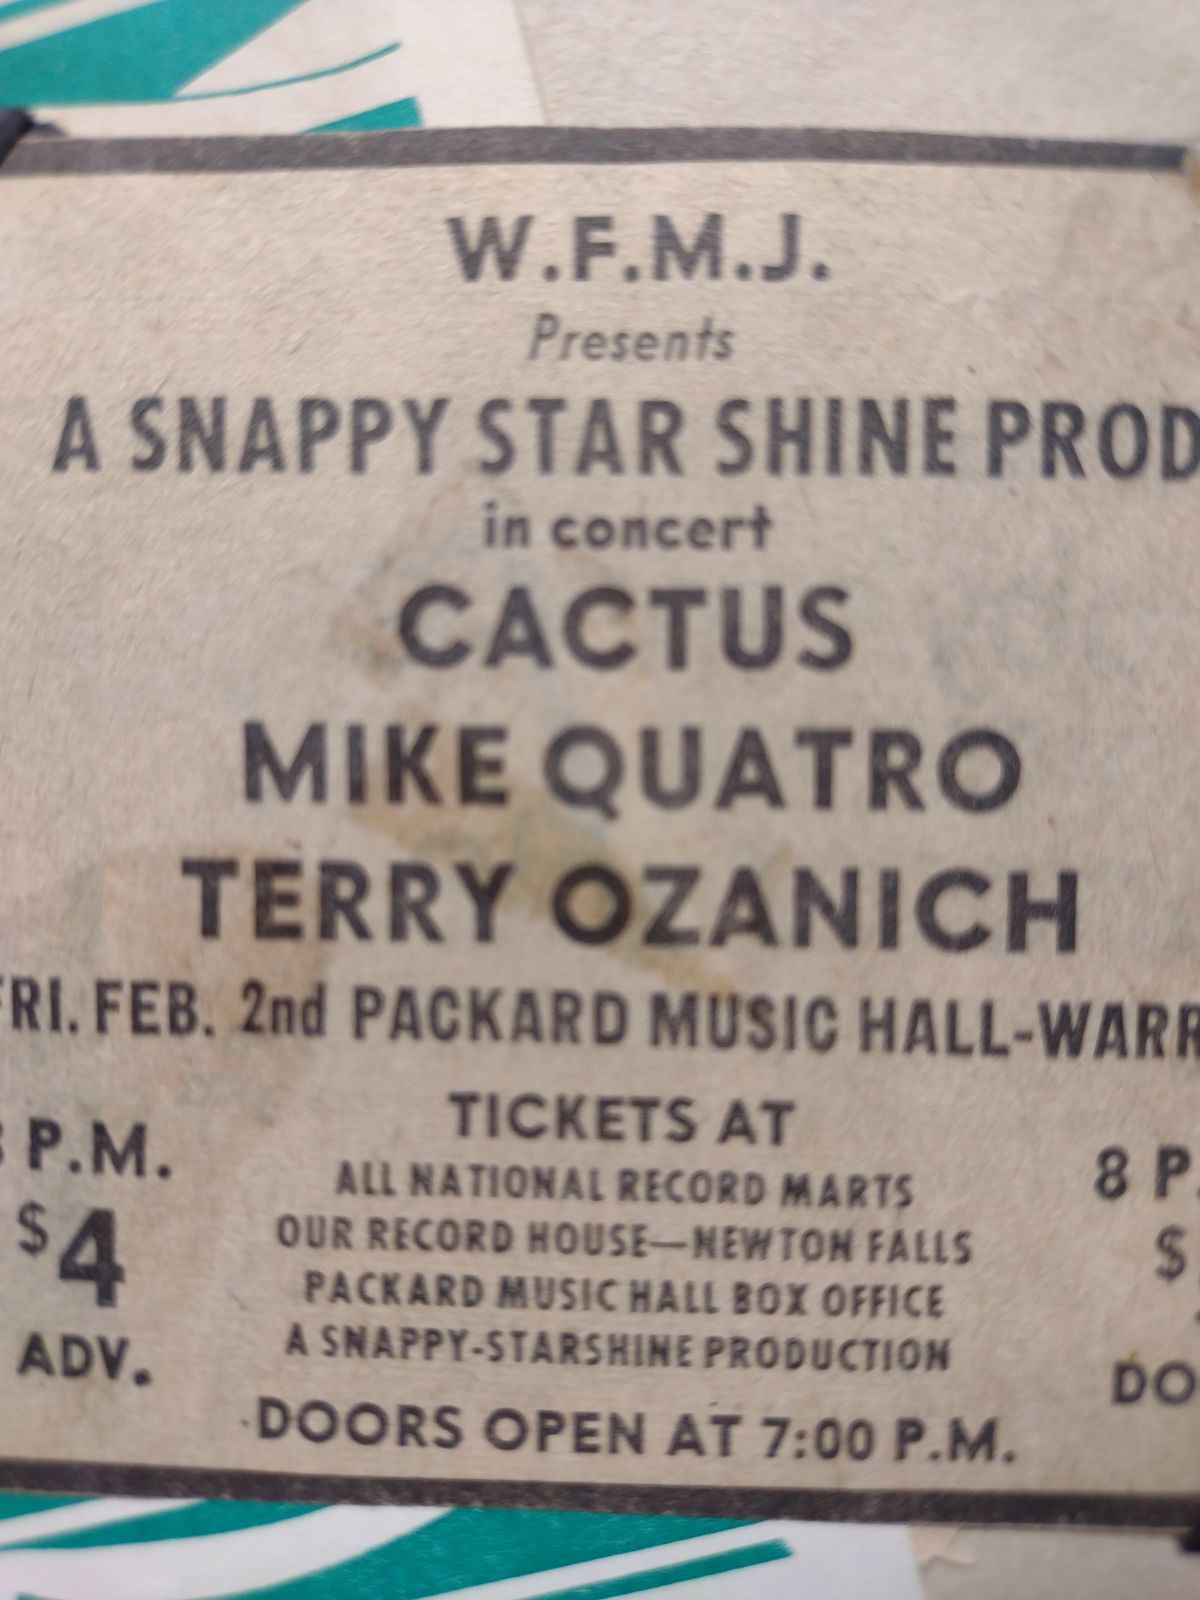 W.F.M.J.
Presents
A SNAPPY STAR SHINE PROD
in concert
CACTUS
MIKE QUATRO
TERRY OZANICH
FRI. FEB. 2nd PACKARD MUSIC HALL-WARR
TICKETS AT
8 P.M.
$4
ADV.
ALL NATIONAL RECORD MARTS
OUR RECORD HOUSE—NEWTON FALLS
PACKARD MUSIC HALL BOX OFFICE
A SNAPPY-STARSHINE PRODUCTION
8 P.
$
DO
DOORS OPEN AT 7:00 P.M.